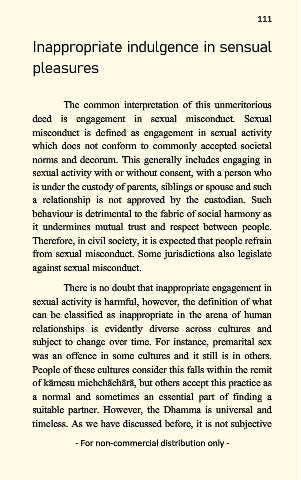 111
Inappropriate indulgence in sensual
pleasures
The common interpretation of this unmeritorious
deed is engagement in sexual misconduct. Sexual
misconduct is defined as engagement in sexual activity
which does not conform to commonly accepted societal
norms and decorum. This generally includes engaging in
sexual activity with or without consent, with a person who
is under the custody of parents, siblings or spouse and such
a relationship is not approved by the custodian. Such
behaviour is detrimental to the fabric of social harmony as
it undermines mutual trust and respect between people.
Therefore, in civil society, it is expected that people refrain
from sexual misconduct. Some jurisdictions also legislate
against sexual misconduct.
There is no doubt that inappropriate engagement in
sexual activity is harmful, however, the definition of what
can be classified as inappropriate in the arena of human
relationships is evidently diverse across cultures and
subject to change over time. For instance, premarital sex
was an offence in some cultures and it still is in others.
People of these cultures consider this falls within the remit
of kāmesu michchāchārā, but others accept this practice as
a normal and sometimes an essential part of finding a
suitable partner. However, the Dhamma is universal and
timeless. As we have discussed before, it is not subjective
- For non-commercial distribution only -